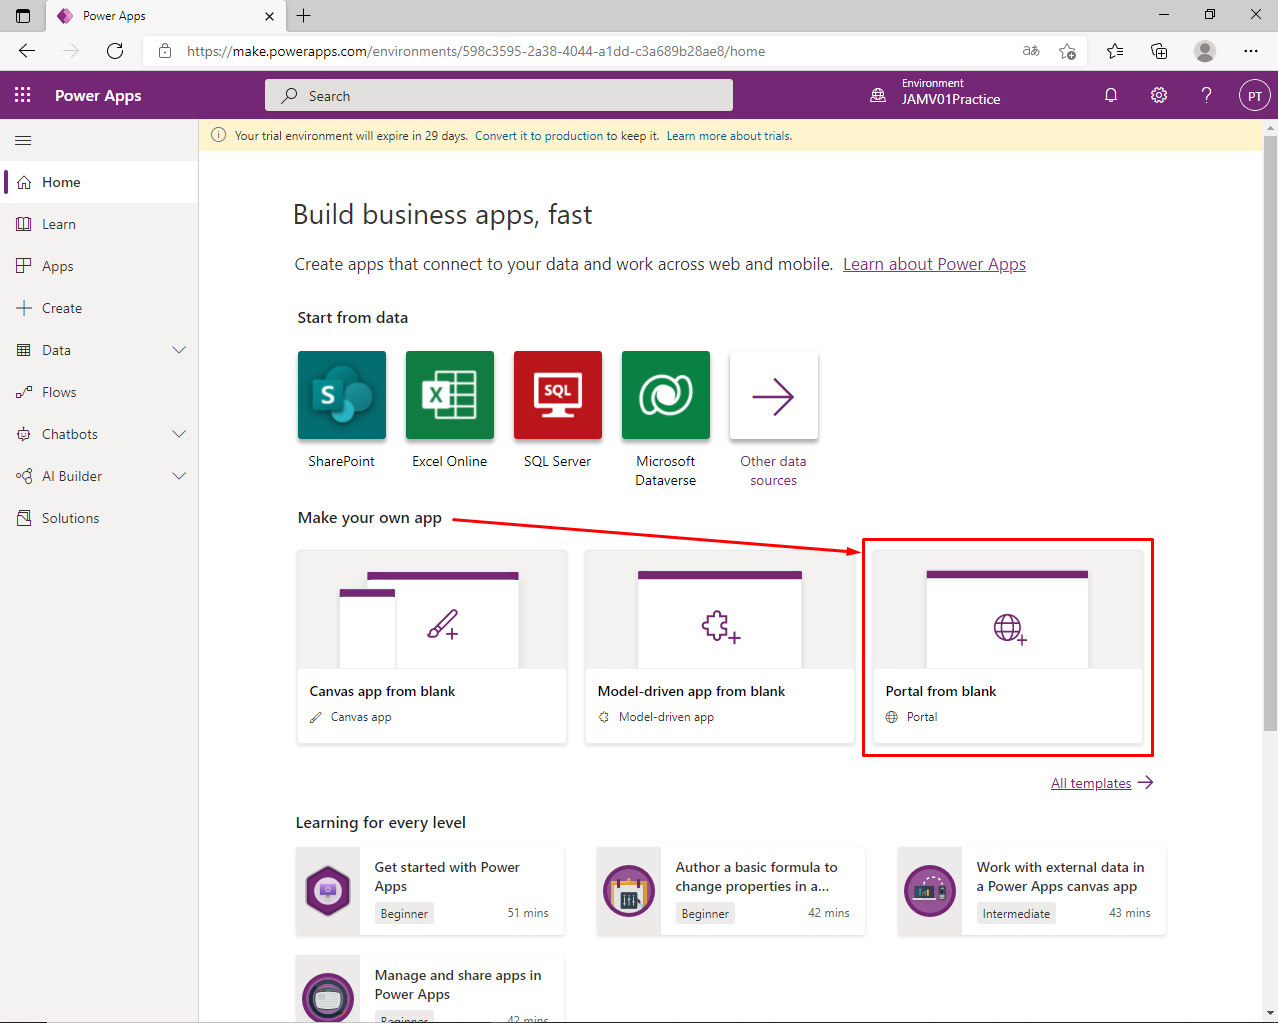 Power Apps
https://make.powerapps.com/environments/598c3595-2a38-4044-a1dd-c3a689b28ae8/home
aあ
Power Apps
Search
Environment
JAMV01Practice
?
PT
Your trial environment will expire in 29 days. Convert it to production to keep it. Learn more about trials.
Home
Learn
Apps
Create
Data
Flows
Chatbots
AI Builder
Solutions
Build business apps, fast
Create apps that connect to your data and work across web and mobile. Learn about Power Apps
Start from data
S
X
SQL
SharePoint
Excel Online
SQL Server
Microsoft
Dataverse
Other data
sources
Make your own app
Canvas app from blank
Canvas app
Model-driven app from blank
Model-driven app
Portal from blank
Portal
All templates
Learning for every level
Get started with Power
Apps
Beginner
51 mins
Author a basic formula to
change properties in a...
Beginner
42 mins
Work with external data in
a Power Apps canvas app
Intermediate
43 mins
Manage and share apps in
Power Apps
Beginner
42 mins